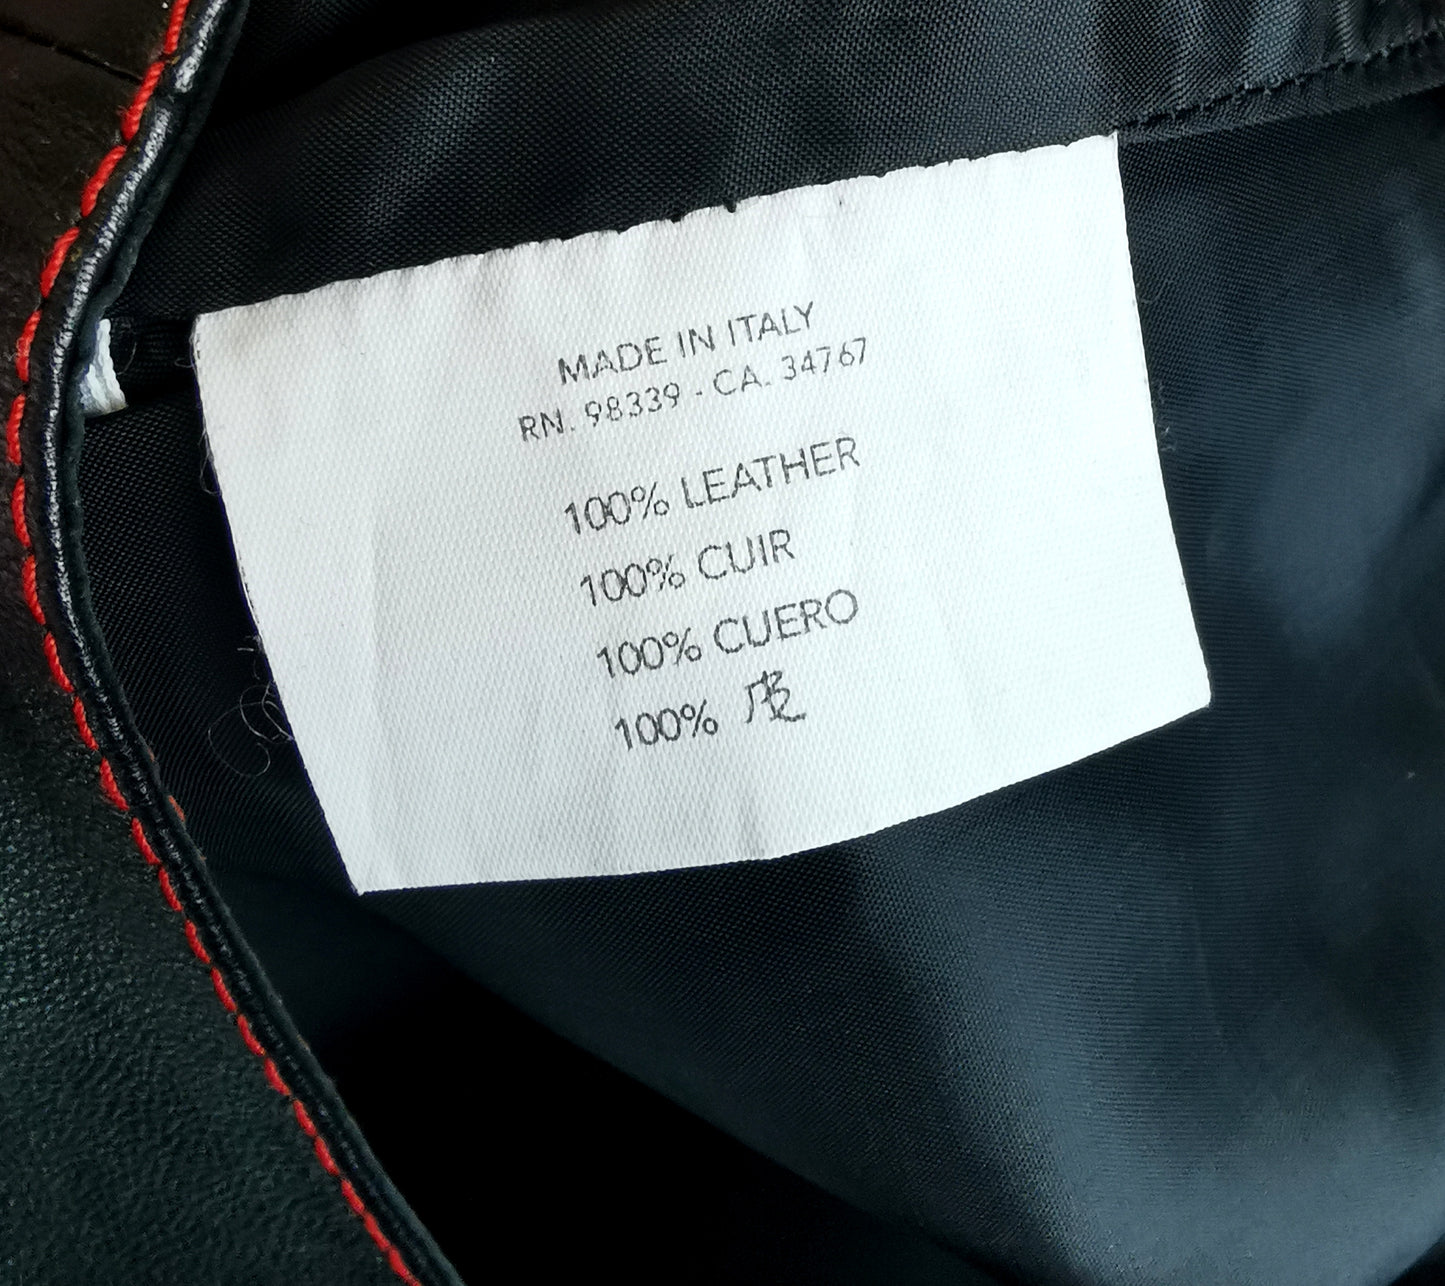 MADE IN ITALY
RN. 98339 - CA. 34767
100% LEATHER
100% CUIR
100% CUERO
100% 皮